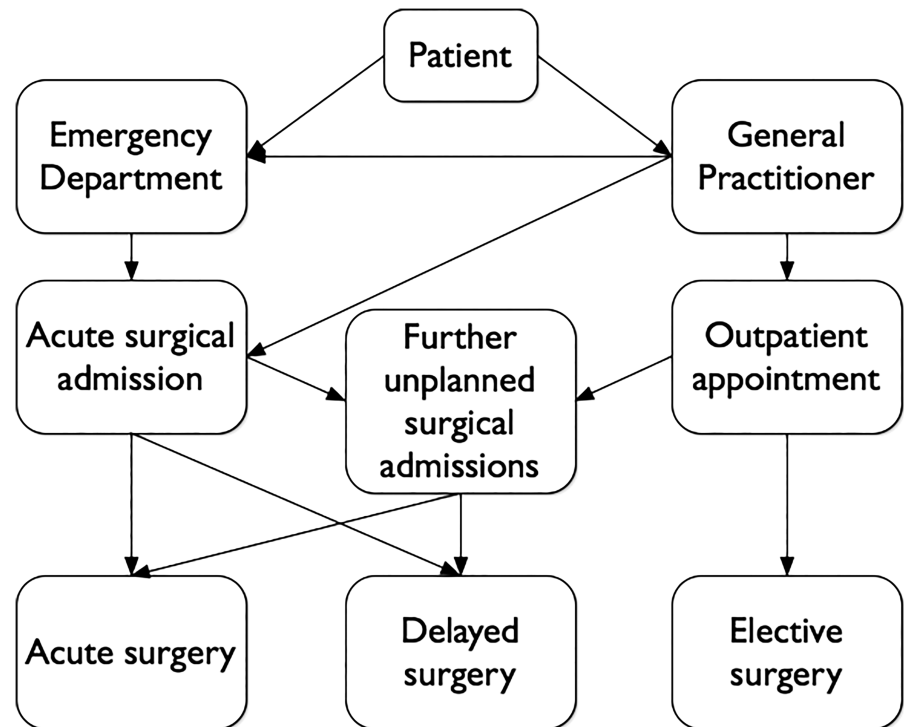 Patient
Emergency
Department
General
Practitioner
Acute surgical
admission
Further
unplanned
surgical
admissions
Outpatient
appointment
Acute surgery
Delayed
surgery
Elective
surgery